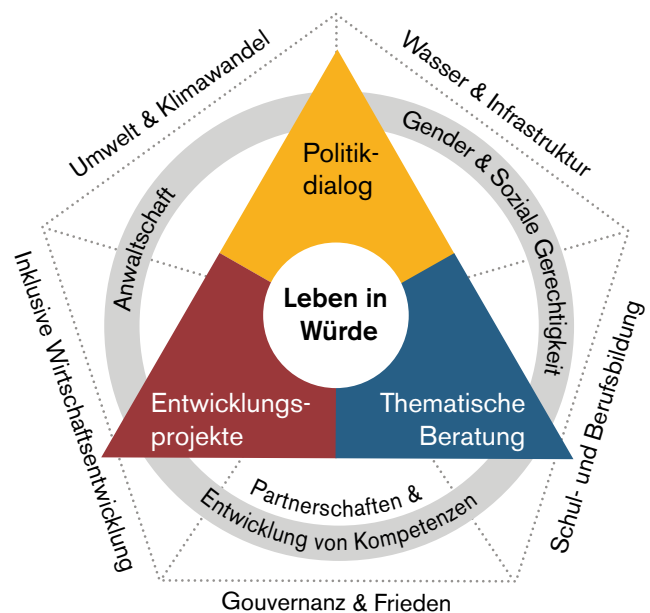 Umwelt & Klimawandel
Wasser & Infrastruktur
Gender & Soziale Gerechtigkeit
Politik-
dialog
Anwaltschaft
Leben in
Würde
Inklusive Wirtschaftsentwicklung
Schul- und Berufsbildung
Entwicklungs-
projekte
Thematische
Beratung
Partnerschaften &
Entwicklung von Kompetenzen
Gouvernanz & Frieden